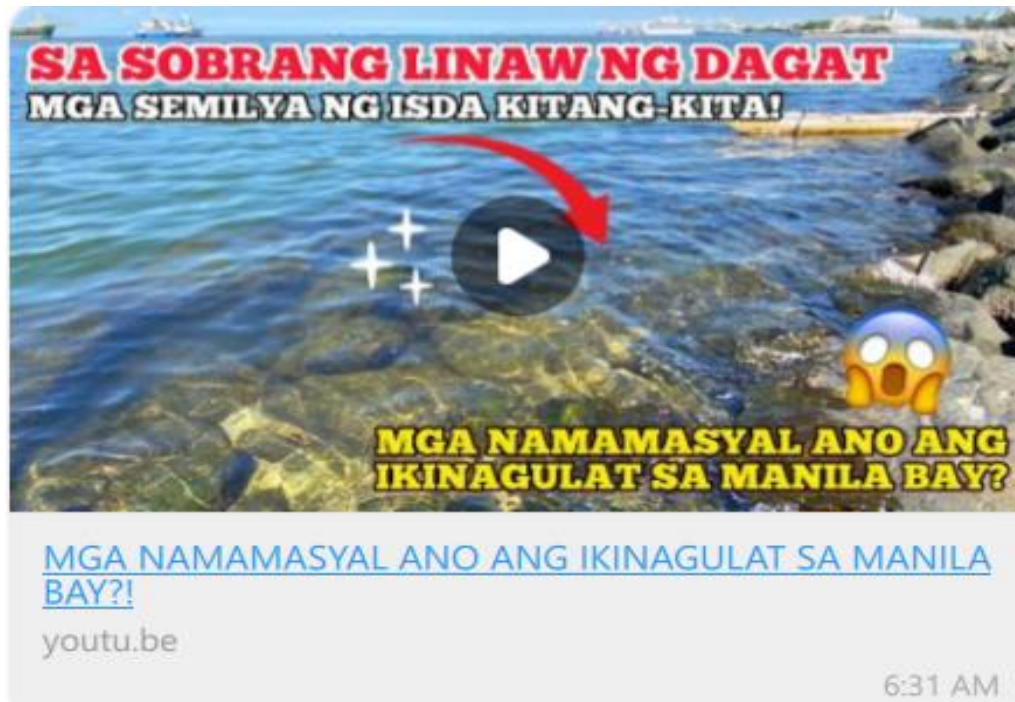 SA SOBRANG LINAW NG DAGAT
MGA SEMILYA NG ISDA KITANG-KITA!
MGA NAMAMASYAL ANO ANG
IKINAGULAT SA MANILA BAY?
MGA NAMAMASYAL ANO ANG IKINAGULAT SA MANILA
BAY?!
youtu.be
6:31 AM